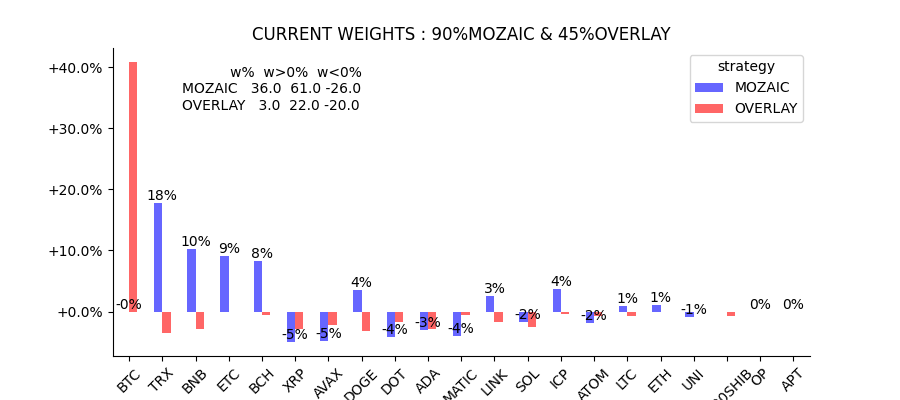 CURRENT WEIGHTS : 90%MOZAIC & 45%OVERLAY
+40.0%
+30.0%
+20.0%
+10.0%
+0.0%
w% w>0% w<0%
MOZAIC 36.0 61.0 -26.0
OVERLAY 3.0 22.0 -20.0
strategy
MOZAIC
OVERLAY
-0%
18%
10%
9%
8%
-5%
-5%
4%
-4%
-3%
-4%
3%
-2%
4%
-2%
1%
1%
-1%
0%
0%
BTC
TRX
BNB
ETC
BCH
XRP
AVAX
DOGE
DOT
ADA
MATIC
LINK
SOL
ICP
ATOM
LTC
ETH
UNI
0SHIB
OP
APT